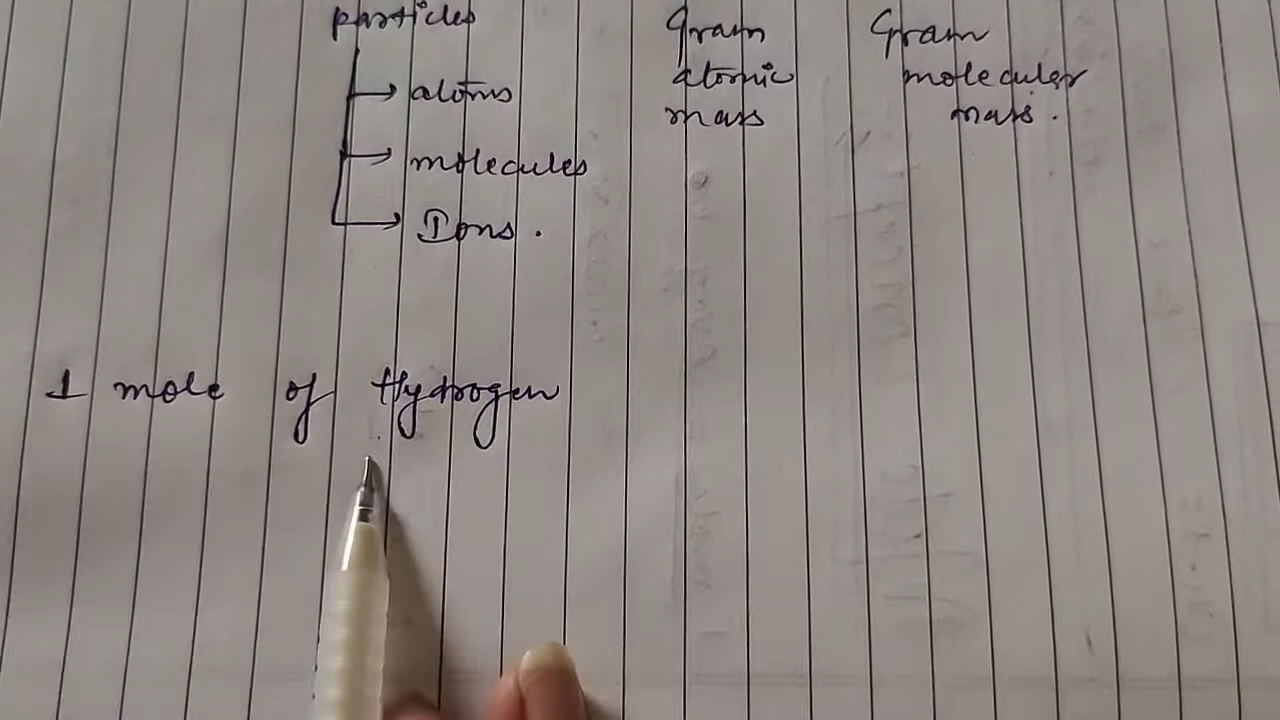 particles
→ atoms
→ molecules
→ Ions.
Gram
atomic
mass
Gram
molecular
mass.
1 mole of Hydrogen